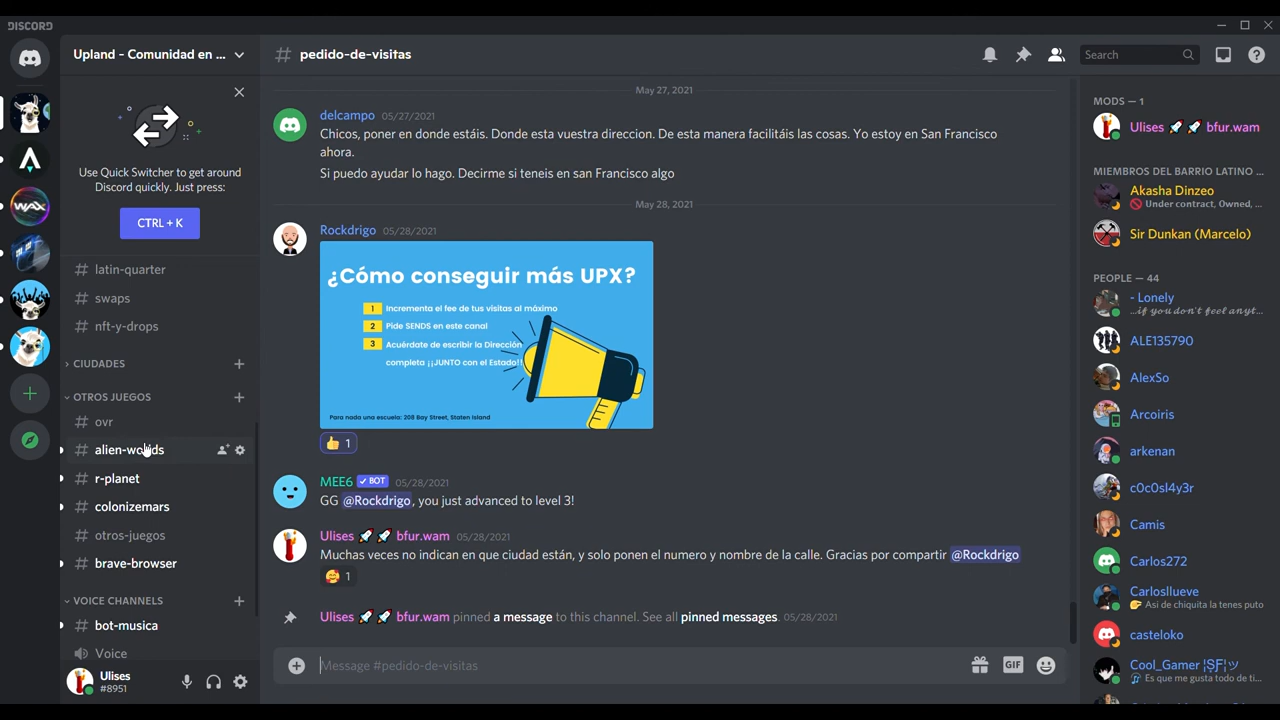 DISCORD
Upland - Comunidad en ...
Use Quick Switcher to get around
Discord quickly. Just press:
CTRL + K
# latin-quarter
# swaps
# nft-y-drops
CIUDADES
OTROS JUEGOS
# ovr
# alien-worlds
# r-planet
# colonizemars
# otros-juegos
# brave-browser
VOICE CHANNELS
# bot-musica
Voice
Ulises
#8951
# pedido-de-visitas
Search
May 27, 2021
delcampo 05/27/2021
Chicos, poner en donde estáis. Donde esta vuestra direccion. De esta manera facilitáis las cosas. Yo estoy en San Francisco
ahora.
Si puedo ayudar lo hago. Decirme si teneis en san Francisco algo
May 28, 2021
Rockdrigo 05/28/2021
¿Cómo conseguir más UPX?
1 Incrementa el fee de tus visitas al máximo
2 Pide SENDS en este canal
3 Acuérdate de escribir la Dirección
completa ¡¡JUNTO con el Estado!!
Para nada una escuela: 208 Bay Street, Staten Island
👍 1
MEE6 ✓ BOT 05/28/2021
GG @Rockdrigo, you just advanced to level 3!
Ulises 🚀 🚀 bfur.wam 05/28/2021
Muchas veces no indican en que ciudad están, y solo ponen el numero y nombre de la calle. Gracias por compartir @Rockdrigo
🥰 1
Ulises 🚀 🚀 bfur.wam pinned a message to this channel. See all pinned messages. 05/28/2021
Message #pedido-de-visitas
GIF
MODS — 1
Ulises 🚀 🚀 bfur.wam
MIEMBROS DEL BARRIO LATINO ...
Akasha Dinzeo
🚫 Under contract, Owned, ...
Sir Dunkan (Marcelo)
PEOPLE — 44
- Lonely
...𝓲𝓯 𝔂𝓸𝓾 𝓭𝓸𝓷'𝓽 𝓯𝓮𝓮𝓵 𝓪𝓷𝔂𝓽...
ALE135790
AlexSo
Arcoiris
arkenan
c0c0sl4y3r
Camis
Carlos272
Carloslueve
👉 Asi de chiquita la tenes puto
casteloko
Cool_Gamer ¦ŞƑ¦ツ
🎧 Es que me gusta todo de ti...
WAX